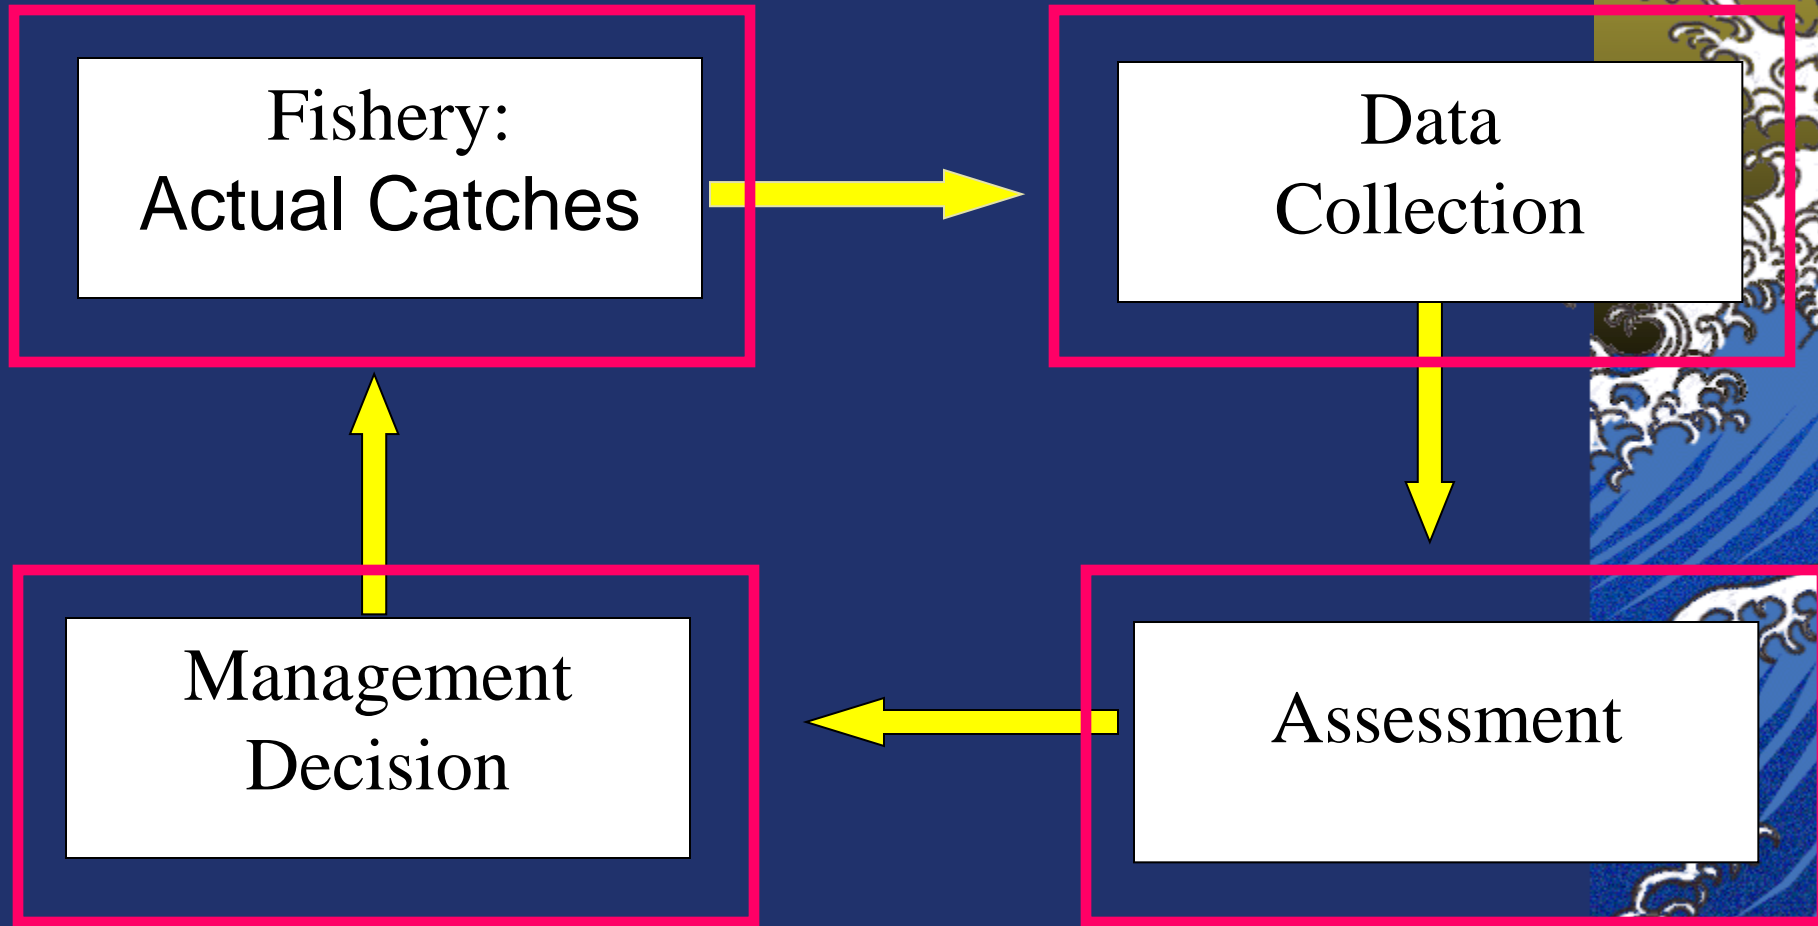 Fishery:
Actual Catches
Data
Collection
Management
Decision
Assessment